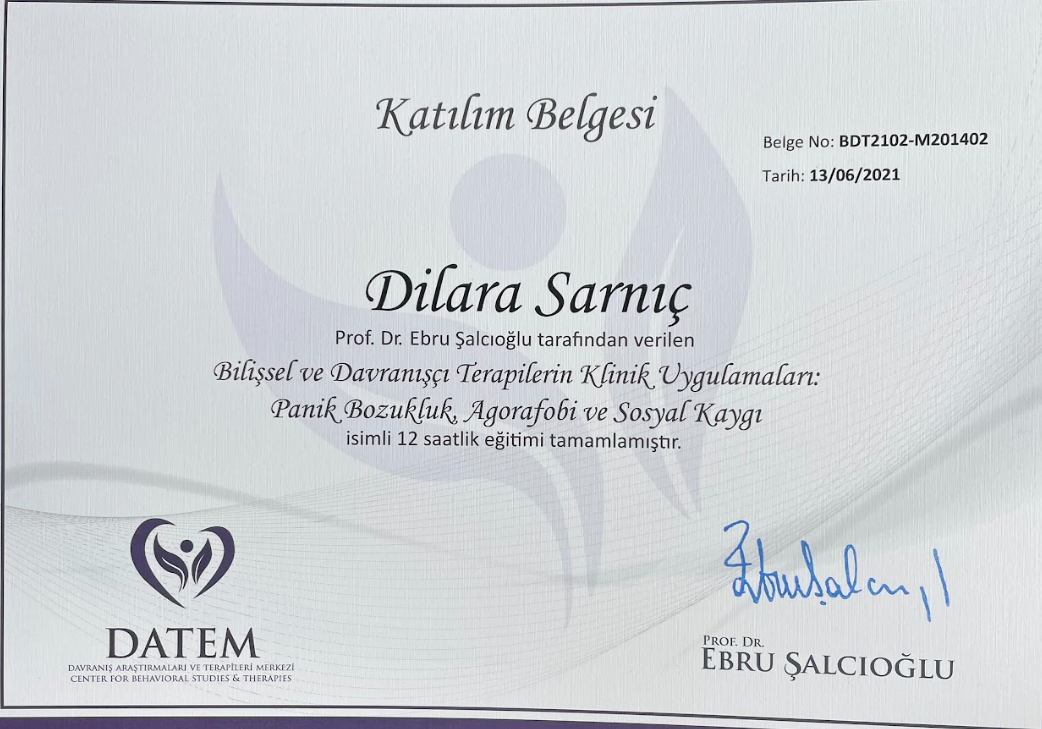 Katılım Belgesi
Belge No: BDT2102-M201402
Tarih: 13/06/2021
Dilara Sarnıç
Prof. Dr. Ebru Şalcıoğlu tarafından verilen
Bilişsel ve Davranışçı Terapilerin Klinik Uygulamaları:
Panik Bozukluk, Agorafobi ve Sosyal Kaygı
isimli 12 saatlik eğitimi tamamlamıştır.
DATEM
DAVRANIŞ ARAŞTIRMALARI VE TERAPİLERİ MERKEZİ
CENTER FOR BEHAVIORAL STUDIES & THERAPIES
PROF. DR.
EBRU ŞALCIOĞLU